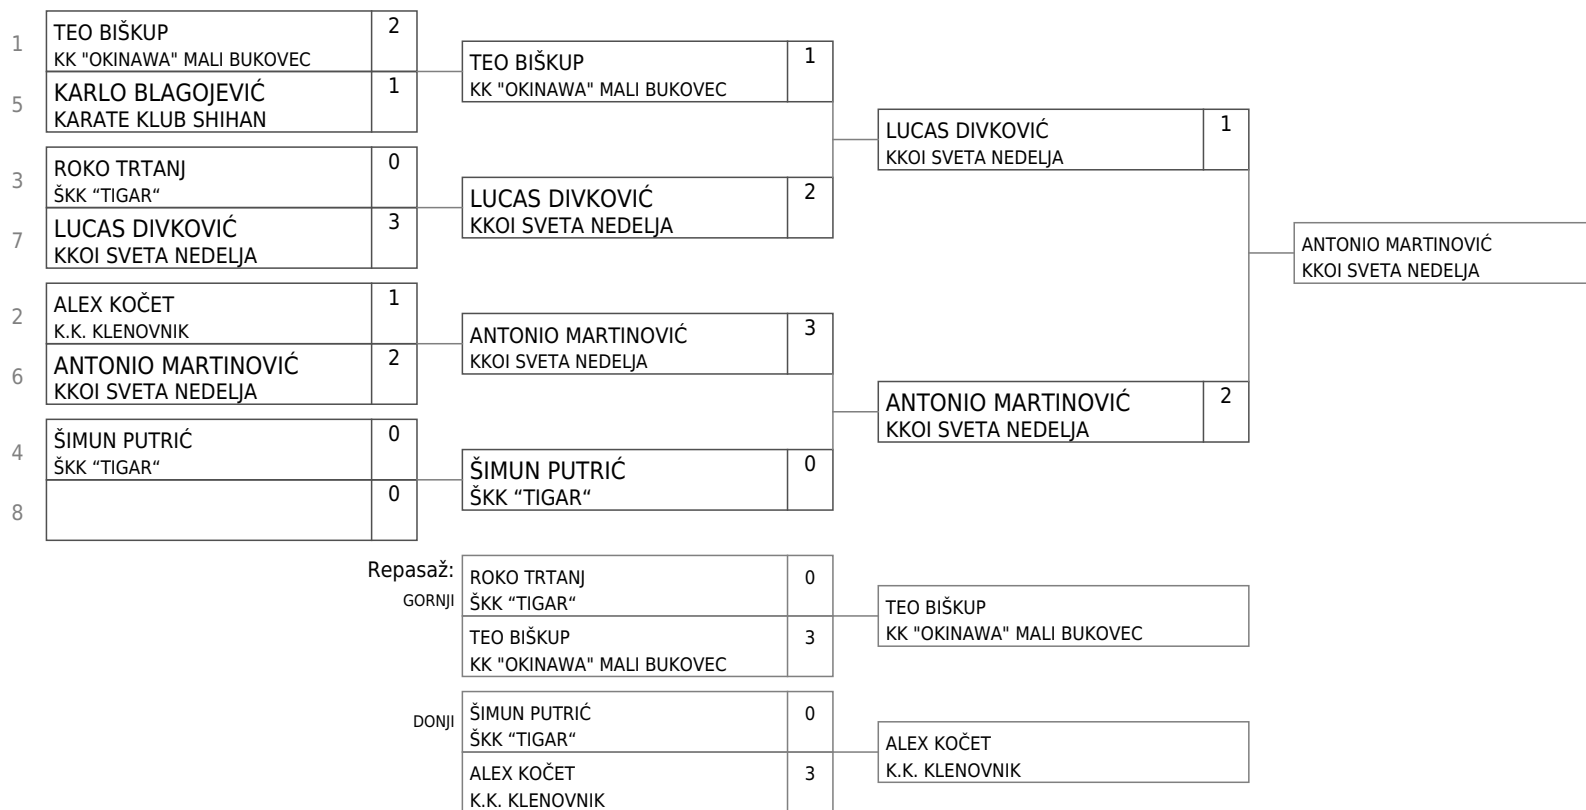 1
TEO BIŠKUP
KK "OKINAWA" MALI BUKOVEC
2
5
KARLO BLAGOJEVIĆ
KARATE KLUB SHIHAN
1
3
ROKO TRTANJ
ŠKK “TIGAR“
0
7
LUCAS DIVKOVIĆ
KKOI SVETA NEDELJA
3
2
ALEX KOČET
K.K. KLENOVNIK
1
6
ANTONIO MARTINOVIĆ
KKOI SVETA NEDELJA
2
4
ŠIMUN PUTRIĆ
ŠKK “TIGAR“
0
8
0
TEO BIŠKUP
KK "OKINAWA" MALI BUKOVEC
1
LUCAS DIVKOVIĆ
KKOI SVETA NEDELJA
2
ANTONIO MARTINOVIĆ
KKOI SVETA NEDELJA
3
ŠIMUN PUTRIĆ
ŠKK “TIGAR“
0
LUCAS DIVKOVIĆ
KKOI SVETA NEDELJA
1
ANTONIO MARTINOVIĆ
KKOI SVETA NEDELJA
2
ANTONIO MARTINOVIĆ
KKOI SVETA NEDELJA
Repasaž:
GORNJI
ROKO TRTANJ
ŠKK “TIGAR“
0
TEO BIŠKUP
KK "OKINAWA" MALI BUKOVEC
3
TEO BIŠKUP
KK "OKINAWA" MALI BUKOVEC
DONJI
ŠIMUN PUTRIĆ
ŠKK “TIGAR“
0
ALEX KOČET
K.K. KLENOVNIK
3
ALEX KOČET
K.K. KLENOVNIK